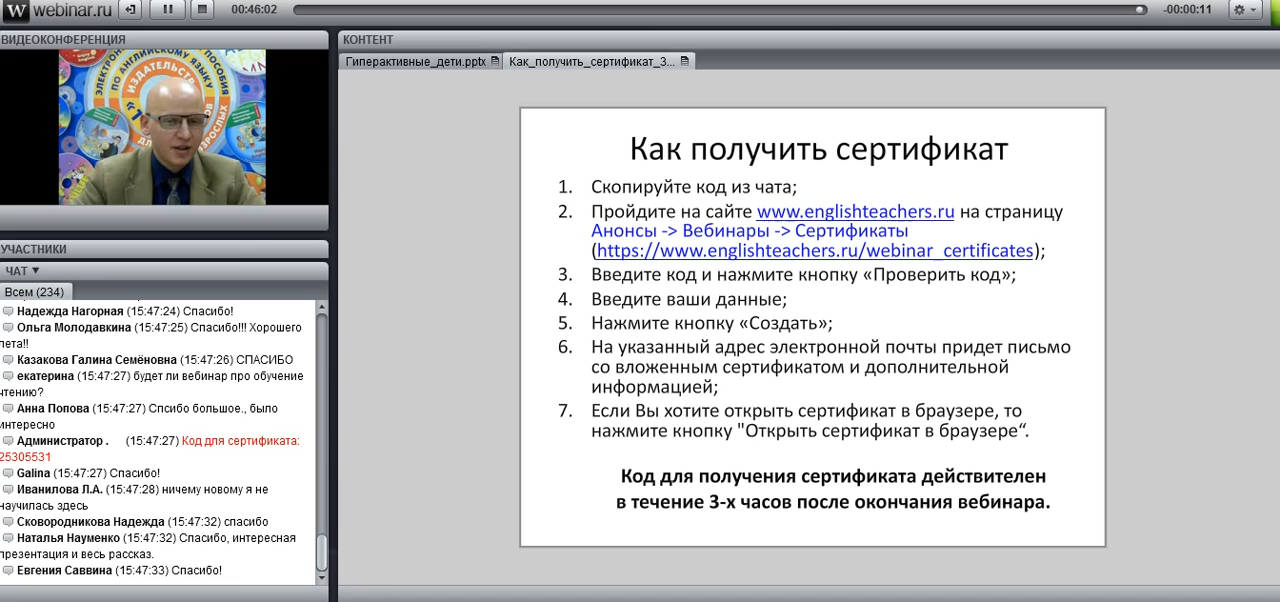 W webinar.ru 00:46:02 -00:00:11
ВИДЕОКОНФЕРЕНЦИЯ
ЭЛЕКТРОН ПОСОБИЯ
ПО АНГЛИЙСКОМУ ЯЗЫКУ
ИЗДАТЕЛЬСТВ
УЧАСТНИКИ
ЧАТ
Всем (234)
Надежда Нагорная (15:47:24) Спасибо!
Ольга Молодавкина (15:47:25) Спасибо!!! Хорошего
лета!!
Казакова Галина Семёновна (15:47:26) СПАСИБО
екатерина (15:47:27) будет ли вебинар про обучение
чтению?
Анна Попова (15:47:27) Спсибо большое., было
интересно
Администратор . (15:47:27) Код для сертификата:
25305531
Galina (15:47:27) Спасибо!
Иванилова Л.А. (15:47:28) ничему новому я не
научилась здесь
Сковородникова Надежда (15:47:32) спасибо
Наталья Науменко (15:47:32) Спасибо, интересная
презентация и весь рассказ.
Евгения Саввина (15:47:33) Спасибо!
КОНТЕНТ
Гиперактивные_дети.pptx Как_получить_сертификат_3...
Как получить сертификат
1. Скопируйте код из чата;
2. Пройдите на сайте www.englishteachers.ru на страницу
Анонсы -> Вебинары -> Сертификаты
(https://www.englishteachers.ru/webinar_certificates);
3. Введите код и нажмите кнопку «Проверить код»;
4. Введите ваши данные;
5. Нажмите кнопку «Создать»;
6. На указанный адрес электронной почты придет письмо
со вложенным сертификатом и дополнительной
информацией;
7. Если Вы хотите открыть сертификат в браузере, то
нажмите кнопку "Открыть сертификат в браузере“.
Код для получения сертификата действителен
в течение 3-х часов после окончания вебинара.